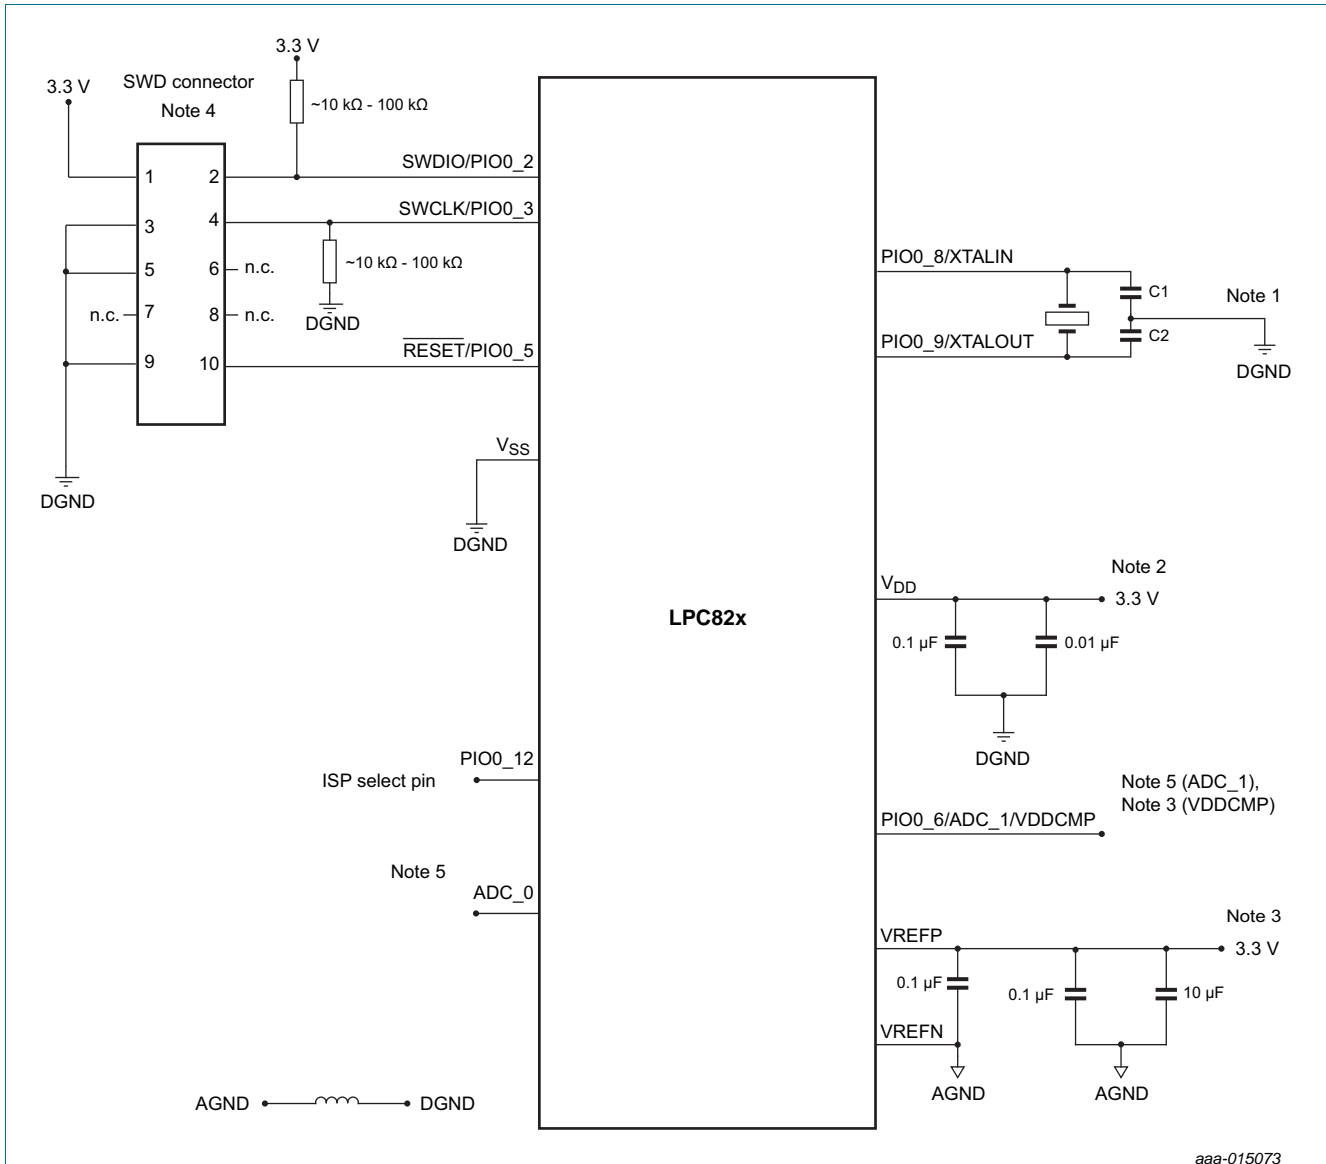 3.3 V
3.3 V
SWD connector
Note 4
~10 kΩ - 100 kΩ
SWDIO/PIO0_2
1
2
SWCLK/PIO0_3
3
4
~10 kΩ - 100 kΩ
5
6
n.c.
n.c.
7
8
n.c.
DGND
RESET/PIO0_5
9
10
DGND
VSS
DGND
PIO0_8/XTALIN
C1
Note 1
PIO0_9/XTALOUT
C2
DGND
LPC82x
VDD
Note 2
3.3 V
0.1 µF
0.01 µF
DGND
PIO0_12
ISP select pin
Note 5 (ADC_1),
Note 3 (VDDCMP)
PIO0_6/ADC_1/VDDCMP
Note 5
ADC_0
VREFP
Note 3
3.3 V
0.1 µF
0.1 µF
10 µF
VREFN
AGND
AGND
AGND
DGND
aaa-015073